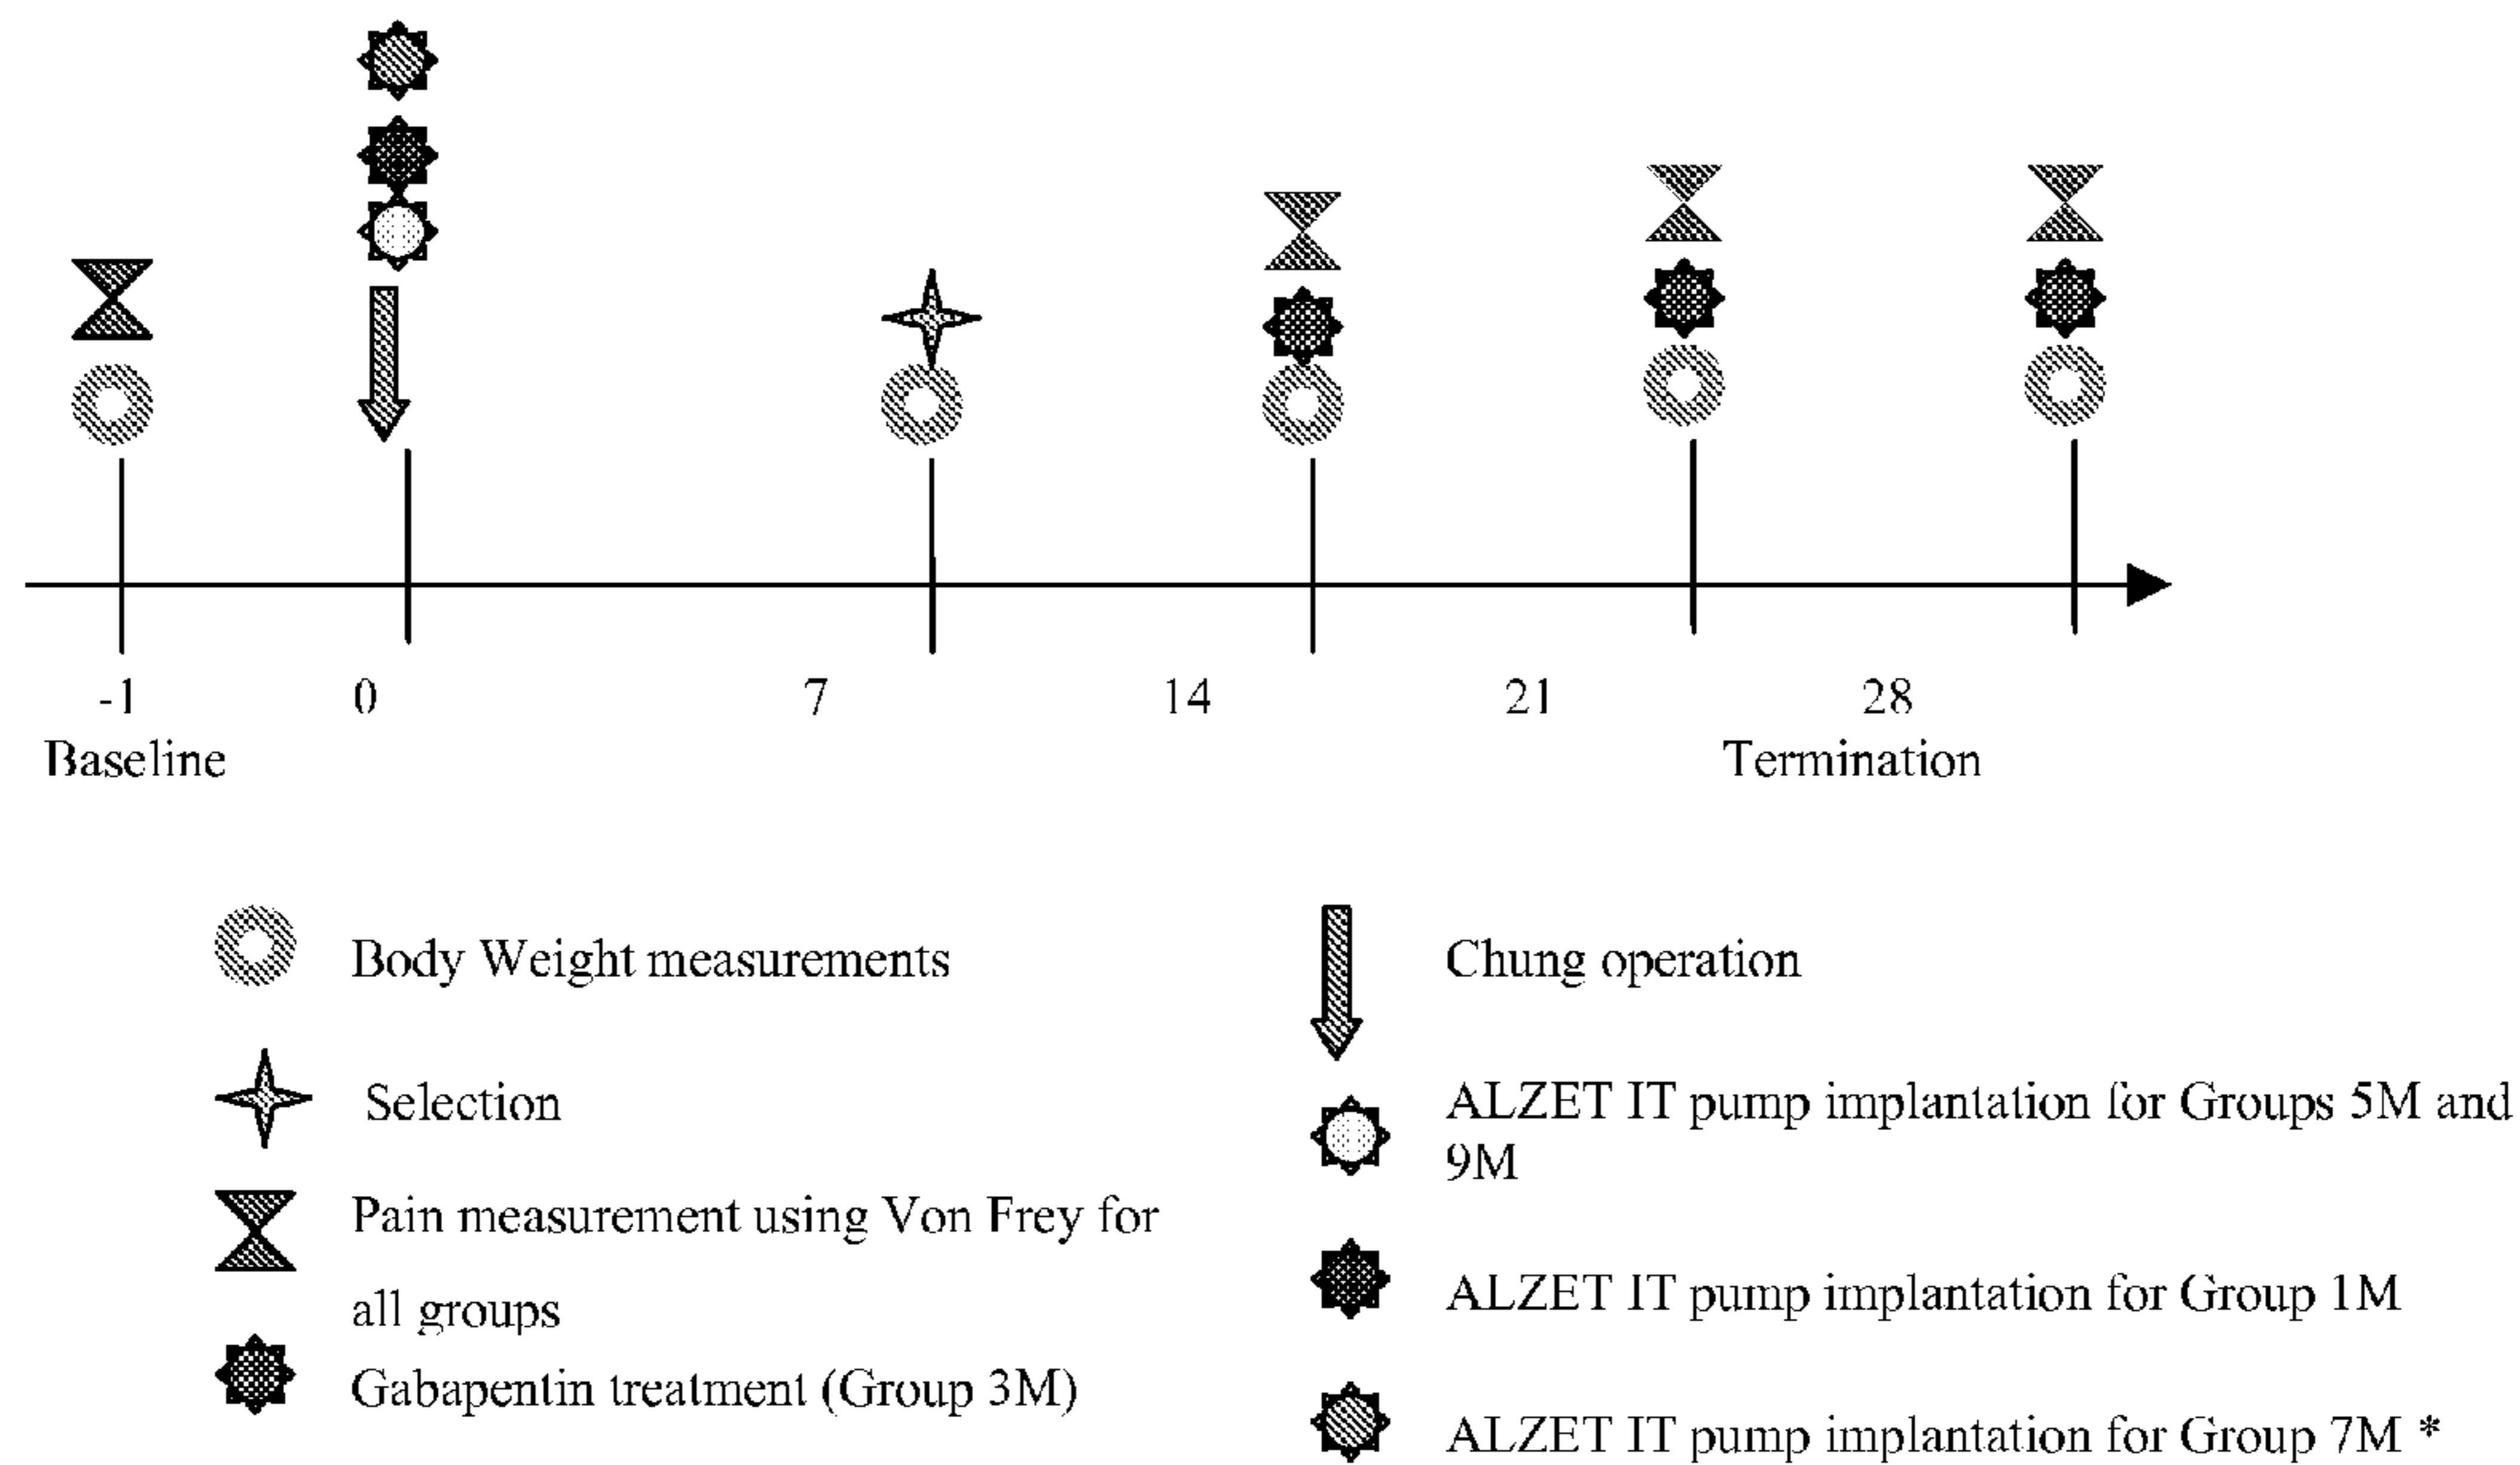 -1 0 7 14 21 28
Baseline Termination
Body Weight measurements
Selection
Pain measurement using Von Frey for
all groups
Gabapentin treatment (Group 3M)
Chung operation
ALZET IT pump implantation for Groups 5M and
9M
ALZET IT pump implantation for Group 1M
ALZET IT pump implantation for Group 7M *